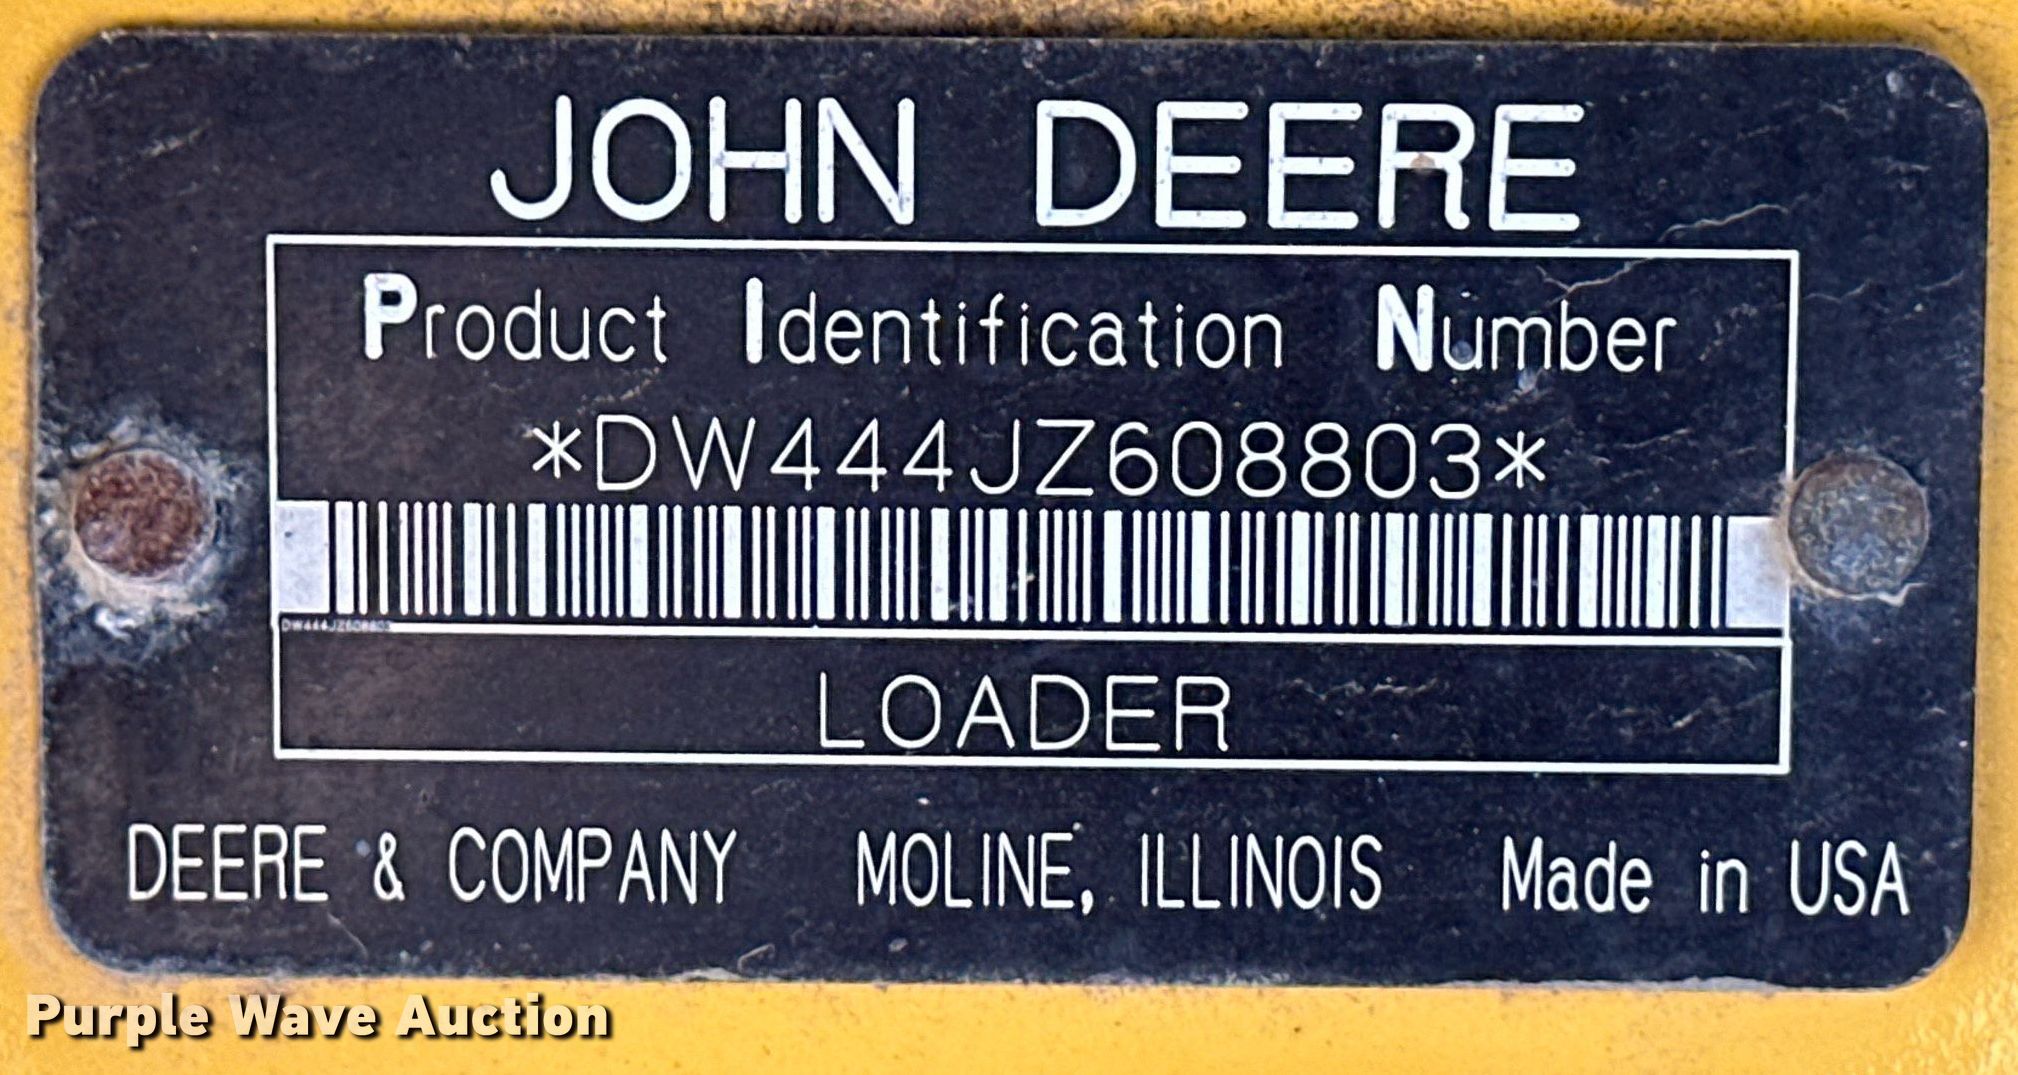 JOHN DEERE
Product Identification Number
*DW444JZ608803*
DW444JZ608803
LOADER
DEERE & COMPANY MOLINE, ILLINOIS Made in USA
Purple Wave Auction